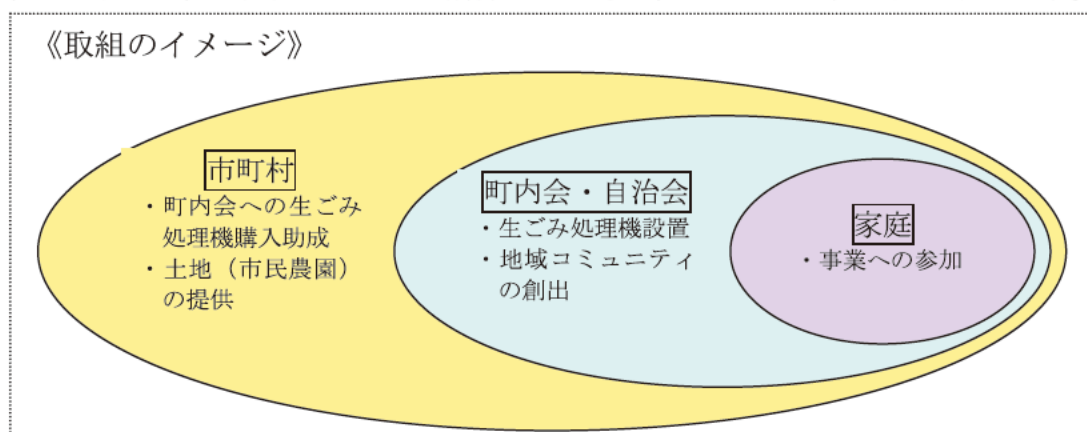 《取組のイメージ》
市町村
・町内会への生ごみ
処理機購入助成
・土地（市民農園）
の提供
町内会・自治会
・生ごみ処理機設置
・地域コミュニティ
の創出
家庭
・事業への参加